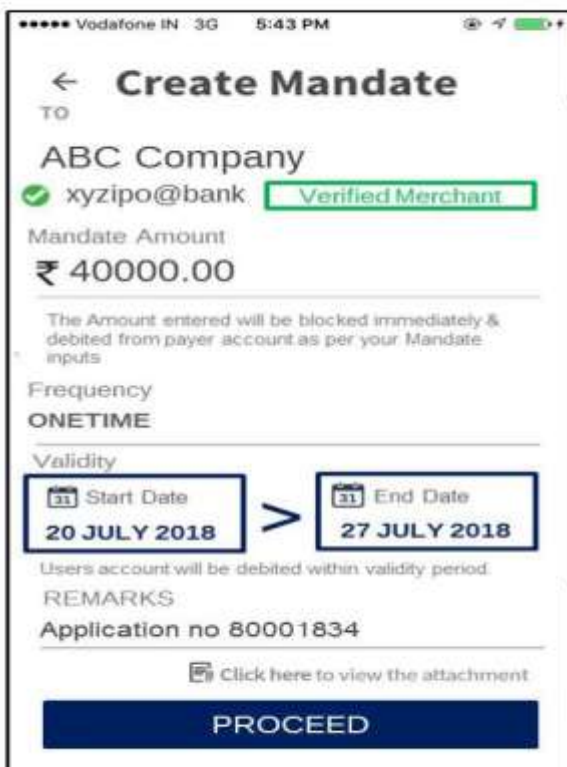 Vodafone IN 3G 5:43 PM
← Create Mandate
TO
ABC Company
xyzipo@bank Verified Merchant
Mandate Amount
₹ 40000.00
The Amount entered will be blocked immediately &
debited from payer account as per your Mandate
inputs
Frequency
ONETIME
Validity
31 Start Date > 31 End Date
20 JULY 2018 27 JULY 2018
Users account will be debited within validity period
REMARKS
Application no 80001834
Click here to view the attachment
PROCEED